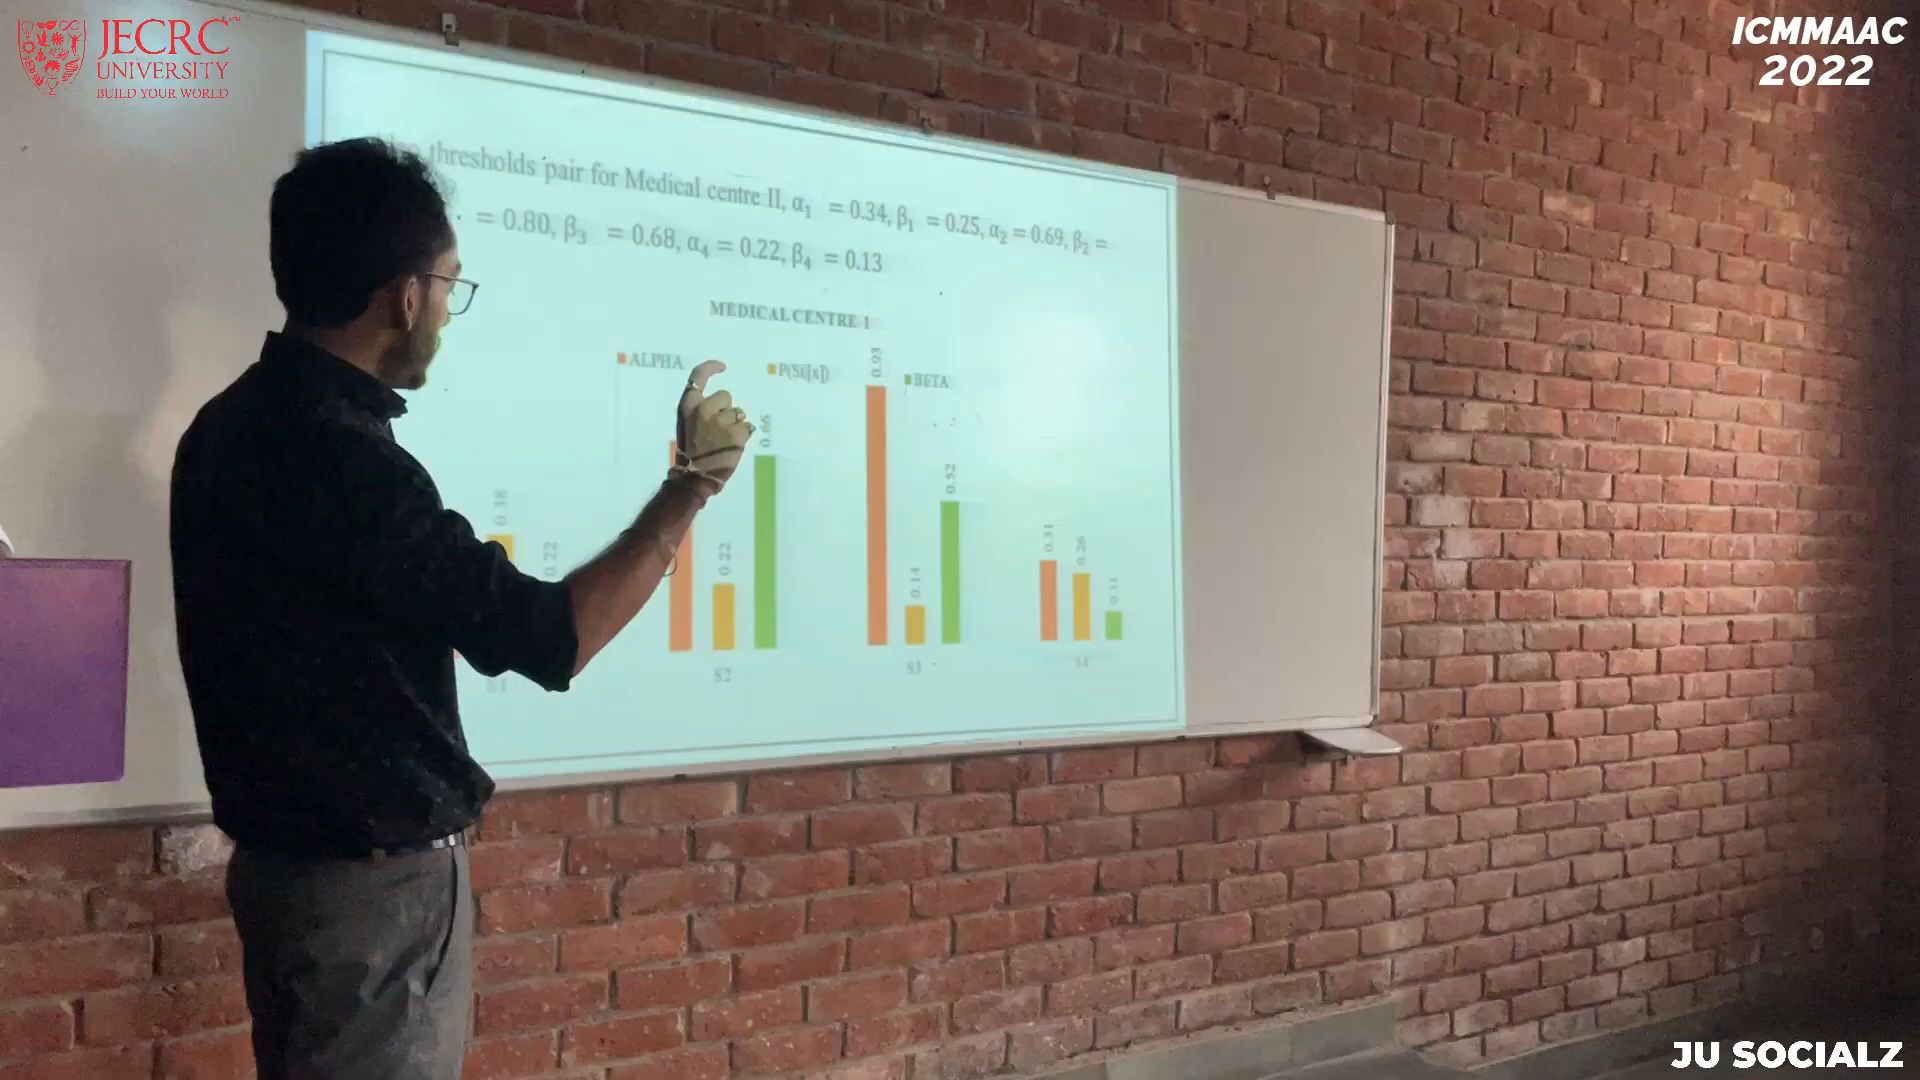 JECRC
UNIVERSITY
BUILD YOUR WORLD
ICMMAAC
2022
thresholds pair for Medical centre II, α₁ = 0.34, β₁ = 0.25, α₂ = 0.69, β₂ =
= 0.80, β₃ = 0.68, α₄ = 0.22, β₄ = 0.13
MEDICAL CENTRE 1
ALPHA P(Si|[x]) BETA
0.38 0.22 0.22 0.66 0.93 0.14 0.52 0.31 0.26 0.11
S2 S3
JU SOCIALZ